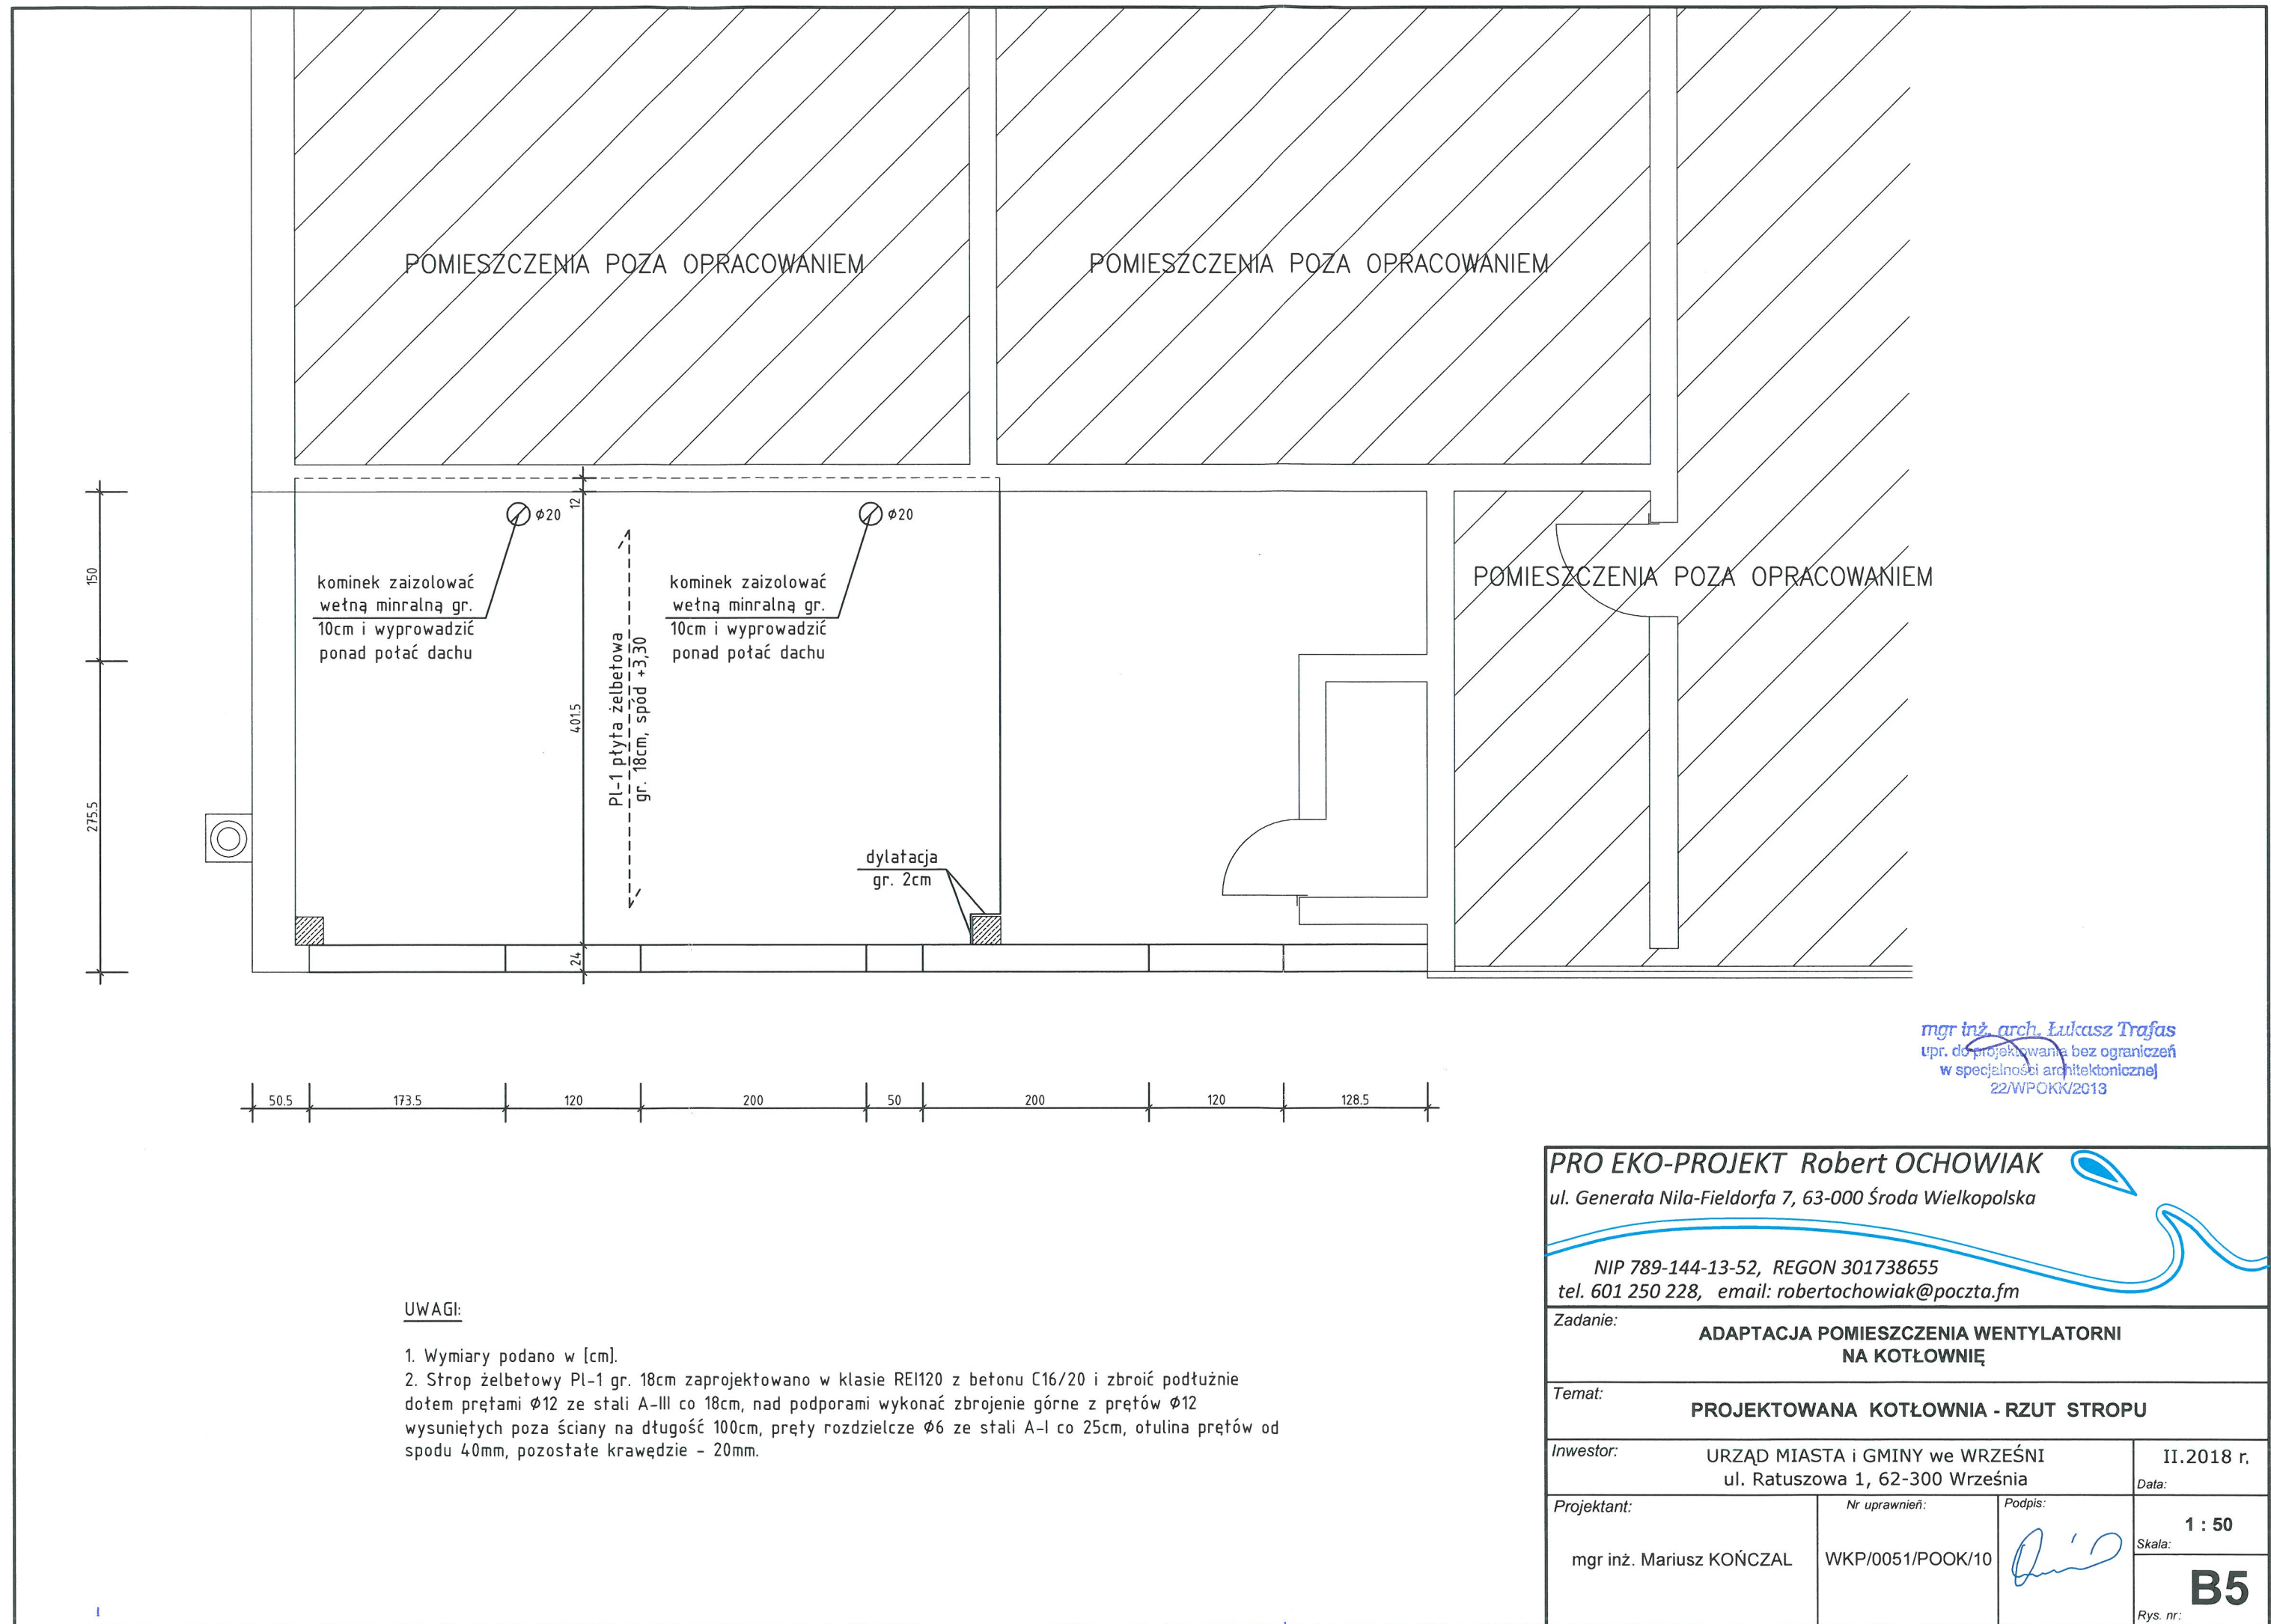 POMIESZCZENIA POZA OPRACOWANIEM
POMIESZCZENIA POZA OPRACOWANIEM
POMIESZCZENIA POZA OPRACOWANIEM
12
ø20
ø20
150
275.5
401.5
24
kominek zaizolować
wełną minralną gr.
10cm i wyprowadzić
ponad połać dachu
Pl-1 płyta żelbetowa
gr. 18cm, spód +3,30
kominek zaizolować
wełną minralną gr.
10cm i wyprowadzić
ponad połać dachu
dylatacja
gr. 2cm
50.5 173.5 120 200 50 200 120 128.5
mgr inż. arch. Łukasz Trafas
upr. do projektowania bez ograniczeń
w specjalności architektonicznej
22/WPOKK/2013
UWAGI:
1. Wymiary podano w [cm].
2. Strop żelbetowy Pl-1 gr. 18cm zaprojektowano w klasie REI120 z betonu C16/20 i zbroić podłużnie
dołem prętami ø12 ze stali A-III co 18cm, nad podporami wykonać zbrojenie górne z prętów ø12
wysuniętych poza ściany na długość 100cm, pręty rozdzielcze ø6 ze stali A-I co 25cm, otulina prętów od
spodu 40mm, pozostałe krawędzie - 20mm.
PRO EKO-PROJEKT Robert OCHOWIAK
ul. Generała Nila-Fieldorfa 7, 63-000 Środa Wielkopolska
NIP 789-144-13-52, REGON 301738655
tel. 601 250 228, email: robertochowiak@poczta.fm
Zadanie:
ADAPTACJA POMIESZCZENIA WENTYLATORNI
NA KOTŁOWNIĘ
Temat:
PROJEKTOWANA KOTŁOWNIA - RZUT STROPU
Inwestor:
URZĄD MIASTA i GMINY we WRZEŚNI
ul. Ratuszowa 1, 62-300 Września
II.2018 r.
Data:
Projektant:
mgr inż. Mariusz KOŃCZAL
Nr uprawnień:
WKP/0051/POOK/10
Podpis:
1 : 50
Skala:
B5
Rys. nr: